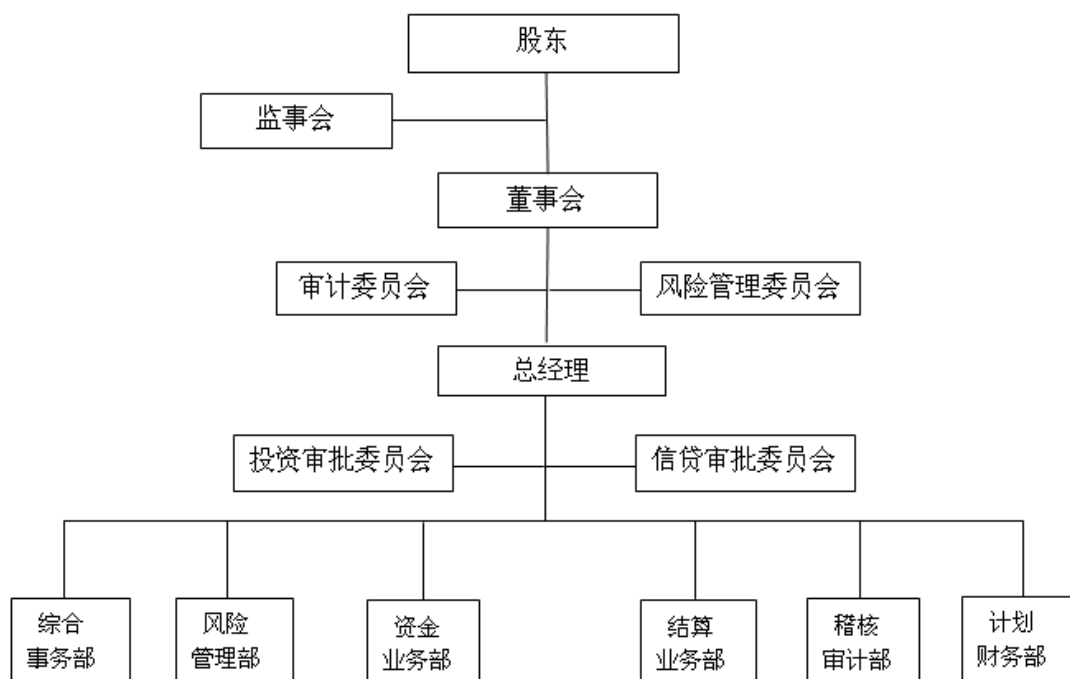 股东
监事会
董事会
审计委员会
风险管理委员会
总经理
投资审批委员会
信贷审批委员会
综合
事务部
风险
管理部
资金
业务部
结算
业务部
稽核
审计部
计划
财务部